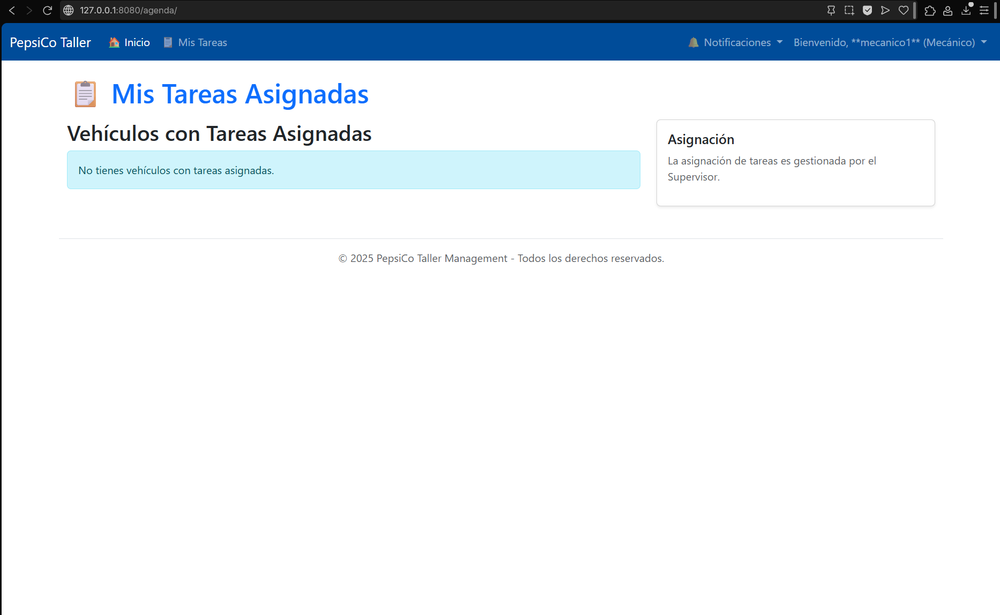 127.0.0.1:8080/agenda/
PepsiCo Taller Inicio Mis Tareas Notificaciones Bienvenido, **mecanico1** (Mecánico)
Mis Tareas Asignadas
Vehículos con Tareas Asignadas
No tienes vehículos con tareas asignadas.
Asignación
La asignación de tareas es gestionada por el
Supervisor.
© 2025 PepsiCo Taller Management - Todos los derechos reservados.